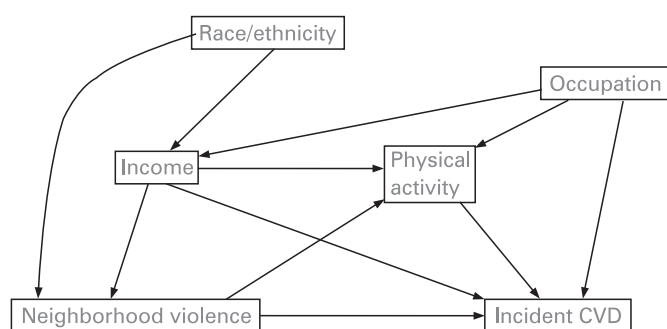 Race/ethnicity
Occupation
Income
Physical
activity
Neighborhood violence
Incident CVD